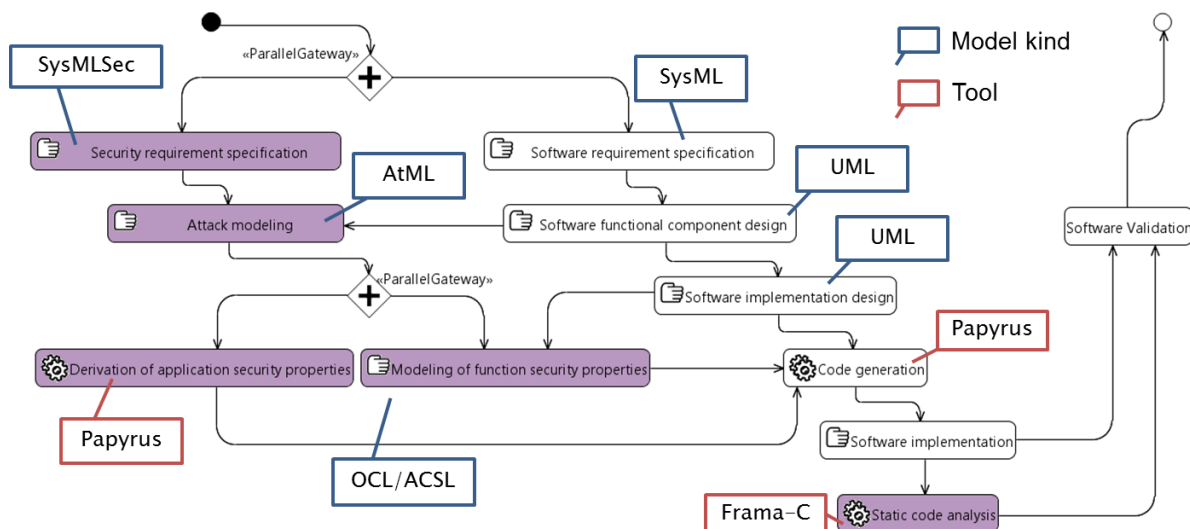 «ParallelGateway»
SysMLSec
SysML
Model kind
Tool
Security requirement specification
Software requirement specification
AtML
UML
Attack modeling
Software functional component design
Software Validation
UML
«ParallelGateway»
Software implementation design
Papyrus
Derivation of application security properties
Modeling of function security properties
Code generation
Papyrus
Software implementation
OCL/ACSL
Frama-C
Static code analysis